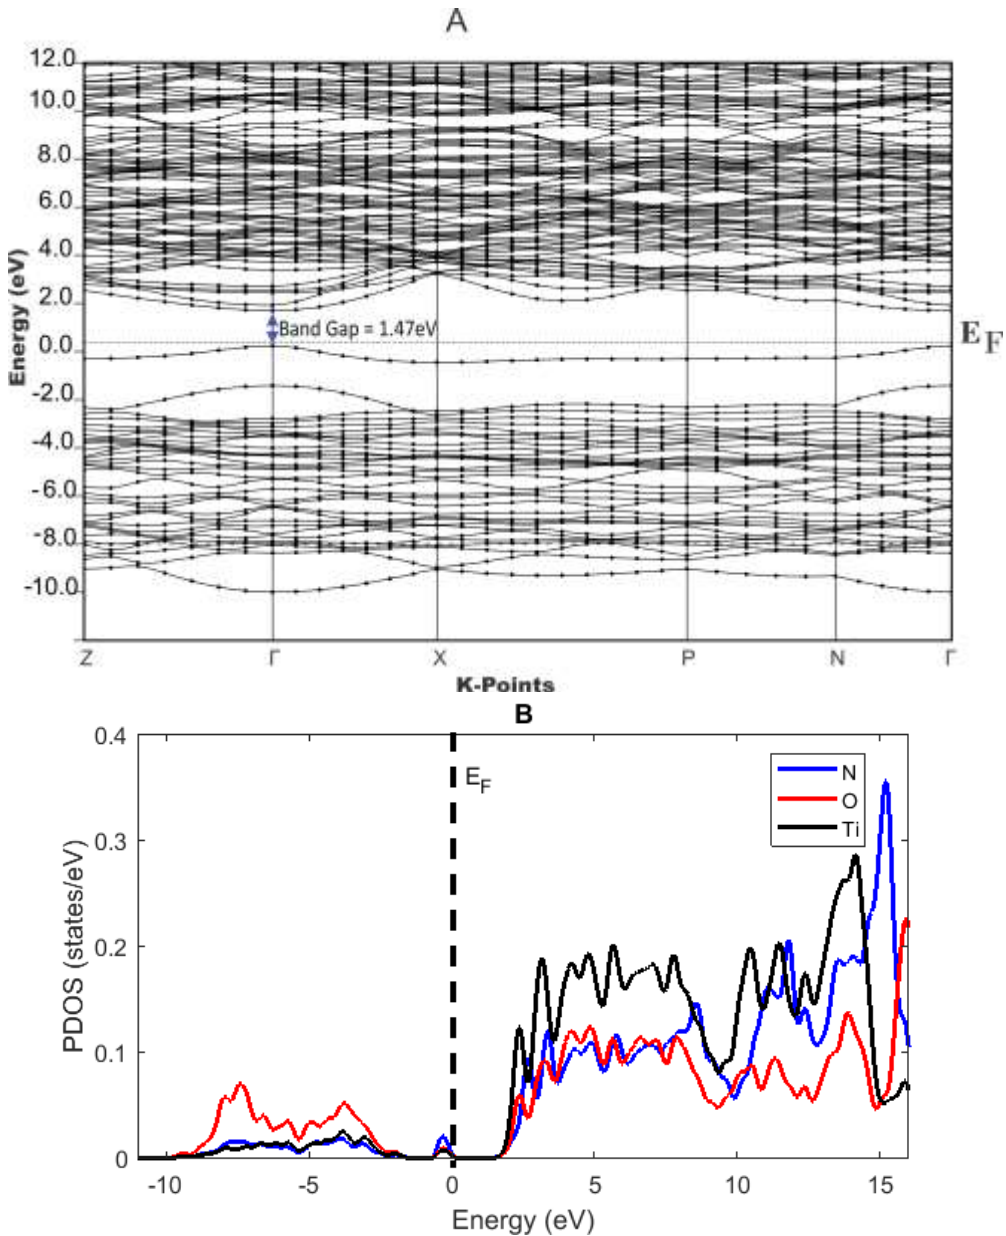 A
12.0
10.0
8.0
6.0
4.0
2.0
0.0
-2.0
-4.0
-6.0
-8.0
-10.0
Energy (eV)
Band Gap = 1.47eV
E F
Z Γ X P N Γ
K-Points
B
0.4
0.3
0.2
0.1
0
PDOS (states/eV)
EF
N
O
Ti
-10 -5 0 5 10 15
Energy (eV)